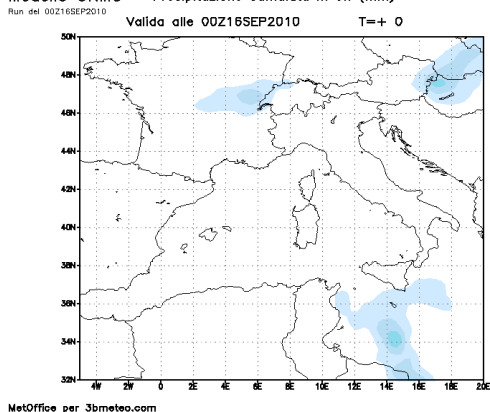 Run del 00Z16SEP2010
Valida alle 00Z16SEP2010 T=+ 0
50N
48N
46N
44N
42N
40N
38N
36N
34N
32N
4W 2W 0 2E 4E 6E 8E 10E 12E 14E 16E 18E 20E
MetOffice per 3bmeteo.com